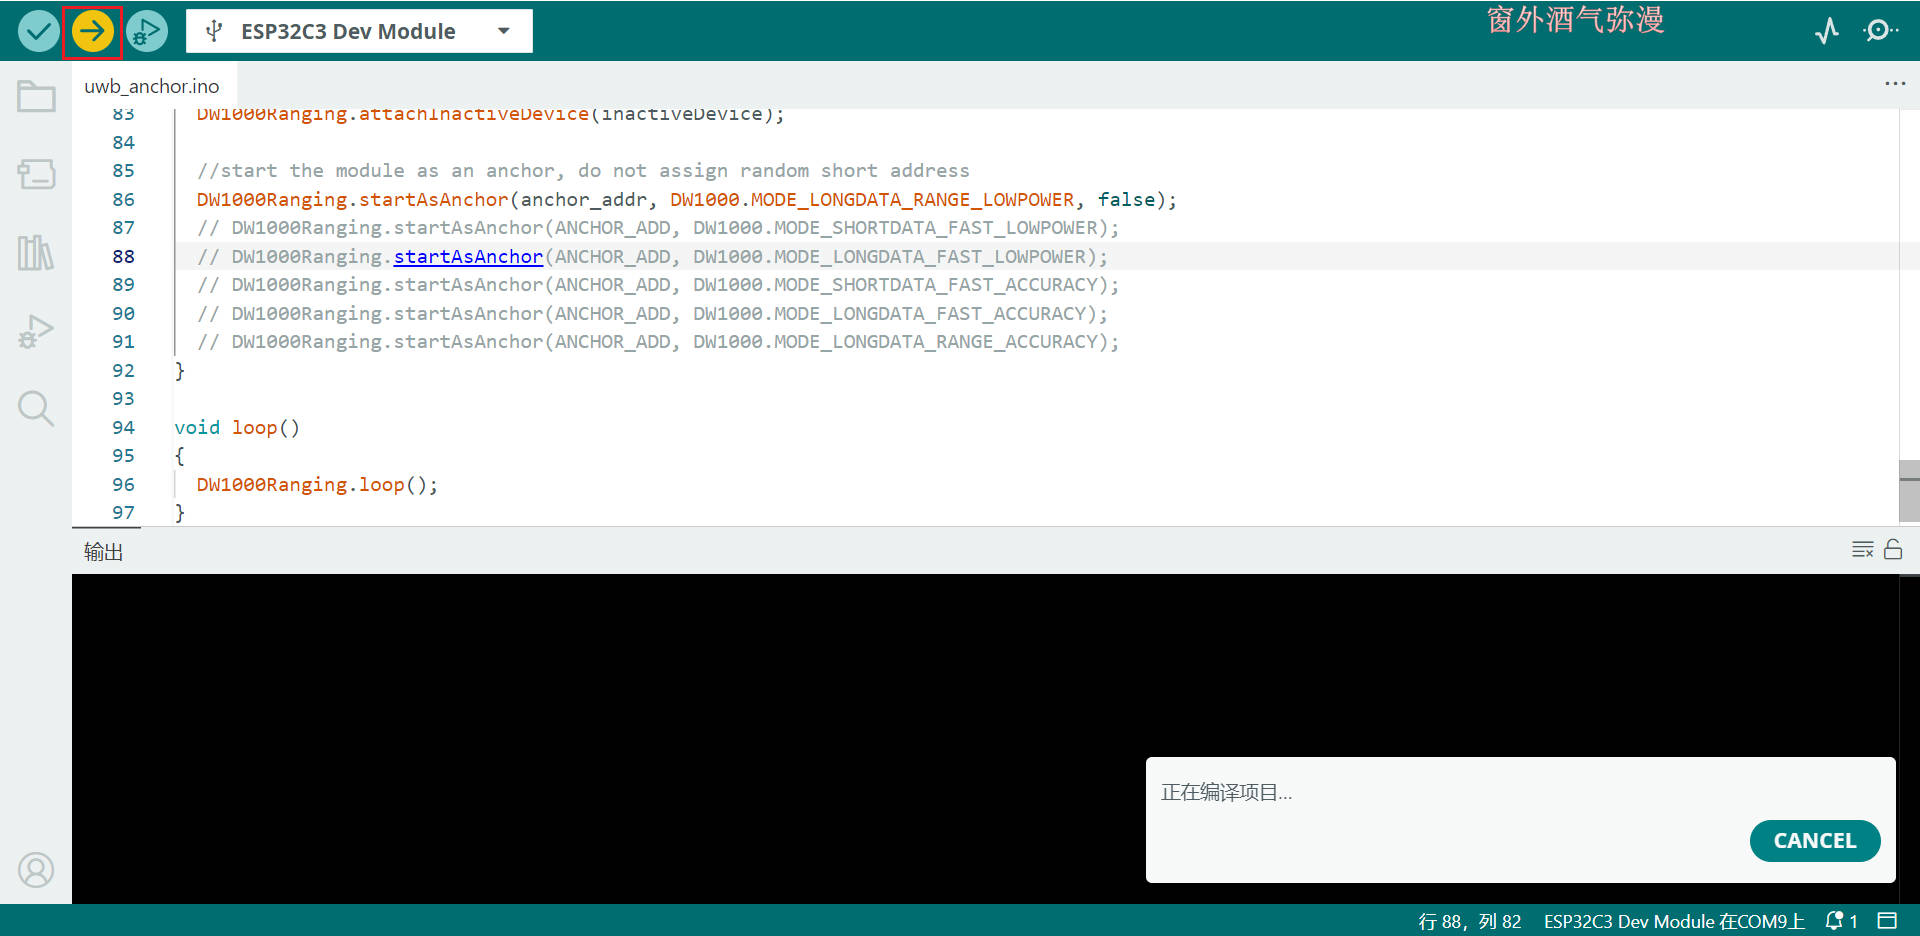 ESP32C3 Dev Module
窗外酒气弥漫
uwb_anchor.ino
83 DW1000Ranging.attachInactiveDevice(inactiveDevice);
84
85 //start the module as an anchor, do not assign random short address
86 DW1000Ranging.startAsAnchor(anchor_addr, DW1000.MODE_LONGDATA_RANGE_LOWPOWER, false);
87 // DW1000Ranging.startAsAnchor(ANCHOR_ADD, DW1000.MODE_SHORTDATA_FAST_LOWPOWER);
88 // DW1000Ranging.startAsAnchor(ANCHOR_ADD, DW1000.MODE_LONGDATA_FAST_LOWPOWER);
89 // DW1000Ranging.startAsAnchor(ANCHOR_ADD, DW1000.MODE_SHORTDATA_FAST_ACCURACY);
90 // DW1000Ranging.startAsAnchor(ANCHOR_ADD, DW1000.MODE_LONGDATA_FAST_ACCURACY);
91 // DW1000Ranging.startAsAnchor(ANCHOR_ADD, DW1000.MODE_LONGDATA_RANGE_ACCURACY);
92 }
93
94 void loop()
95 {
96 DW1000Ranging.loop();
97 }
输出
正在编译项目...
CANCEL
行 88，列 82 ESP32C3 Dev Module 在COM9上 1